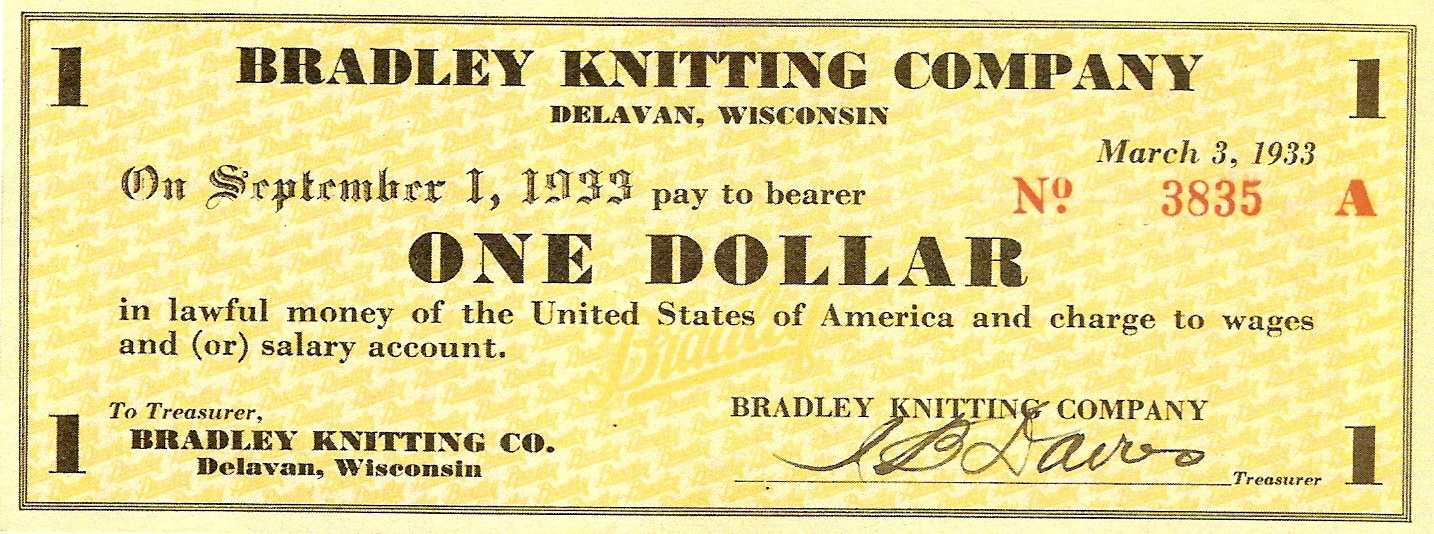 1 BRADLEY KNITTING COMPANY 1
DELAVAN, WISCONSIN
March 3, 1933
On September 1, 1933 pay to bearer Nº 3835 A
ONE DOLLAR
in lawful money of the United States of America and charge to wages
and (or) salary account.
Bradley
To Treasurer,
BRADLEY KNITTING CO.
Delavan, Wisconsin
BRADLEY KNITTING COMPANY
Treasurer
1 1